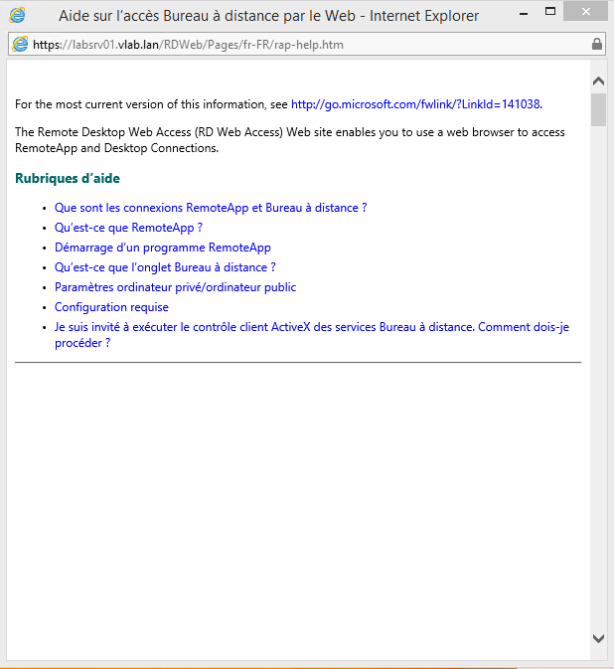 Aide sur l'accès Bureau à distance par le Web - Internet Explorer
https://labsrv01.vlab.lan/RDWeb/Pages/fr-FR/rap-help.htm
For the most current version of this information, see http://go.microsoft.com/fwlink/?LinkId=141038.
The Remote Desktop Web Access (RD Web Access) Web site enables you to use a web browser to access
RemoteApp and Desktop Connections.
Rubriques d'aide
• Que sont les connexions RemoteApp et Bureau à distance ?
• Qu'est-ce que RemoteApp ?
• Démarrage d'un programme RemoteApp
• Qu'est-ce que l'onglet Bureau à distance ?
• Paramètres ordinateur privé/ordinateur public
• Configuration requise
• Je suis invité à exécuter le contrôle client ActiveX des services Bureau à distance. Comment dois-je
procéder ?